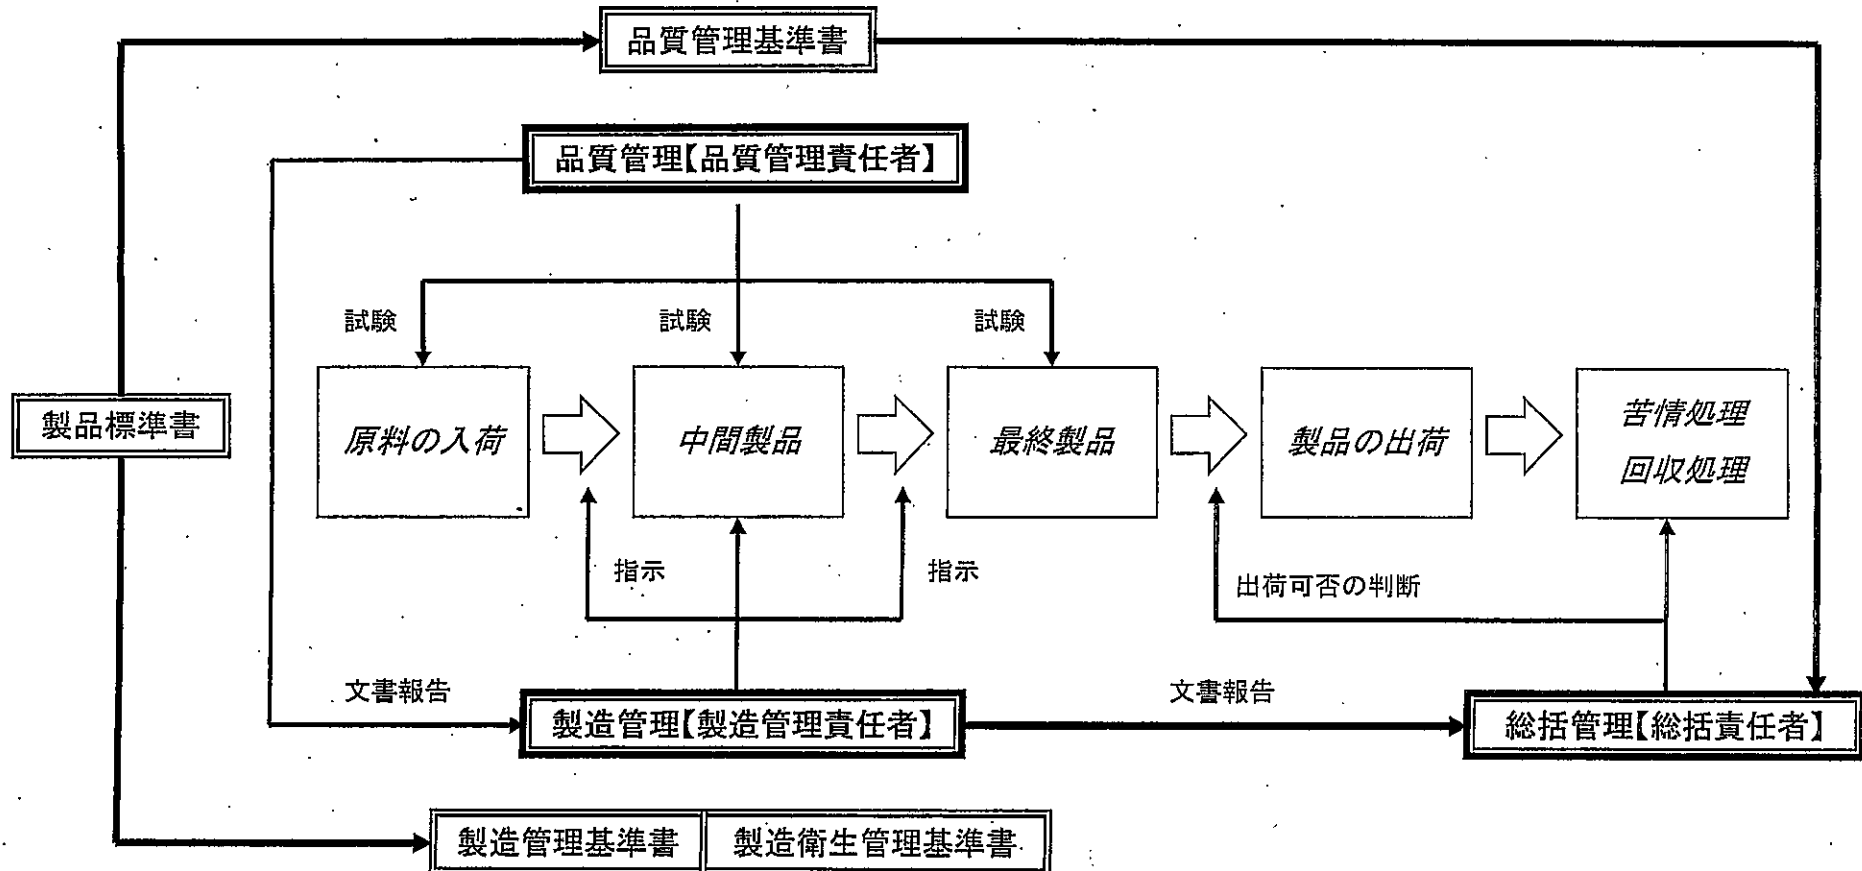 品質管理基準書
品質管理【品質管理責任者】
試験
試験
試験
製品標準書
原料の入荷
中間製品
最終製品
製品の出荷
苦情処理
回収処理
指示
指示
出荷可否の判断
文書報告
文書報告
製造管理【製造管理責任者】
総括管理【総括責任者】
製造管理基準書
製造衛生管理基準書